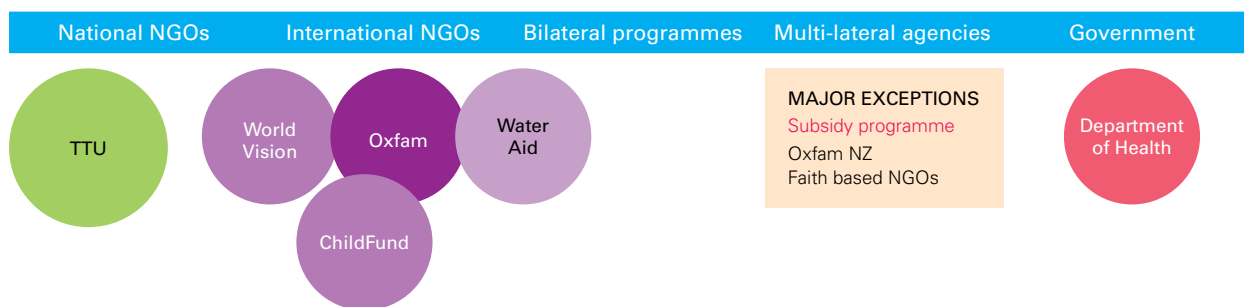 National NGOs
International NGOs
Bilateral programmes
Multi-lateral agencies
Government
TTU
World
Vision
Oxfam
Water
Aid
ChildFund
MAJOR EXCEPTIONS
Subsidy programme
Oxfam NZ
Faith based NGOs
Department
of Health